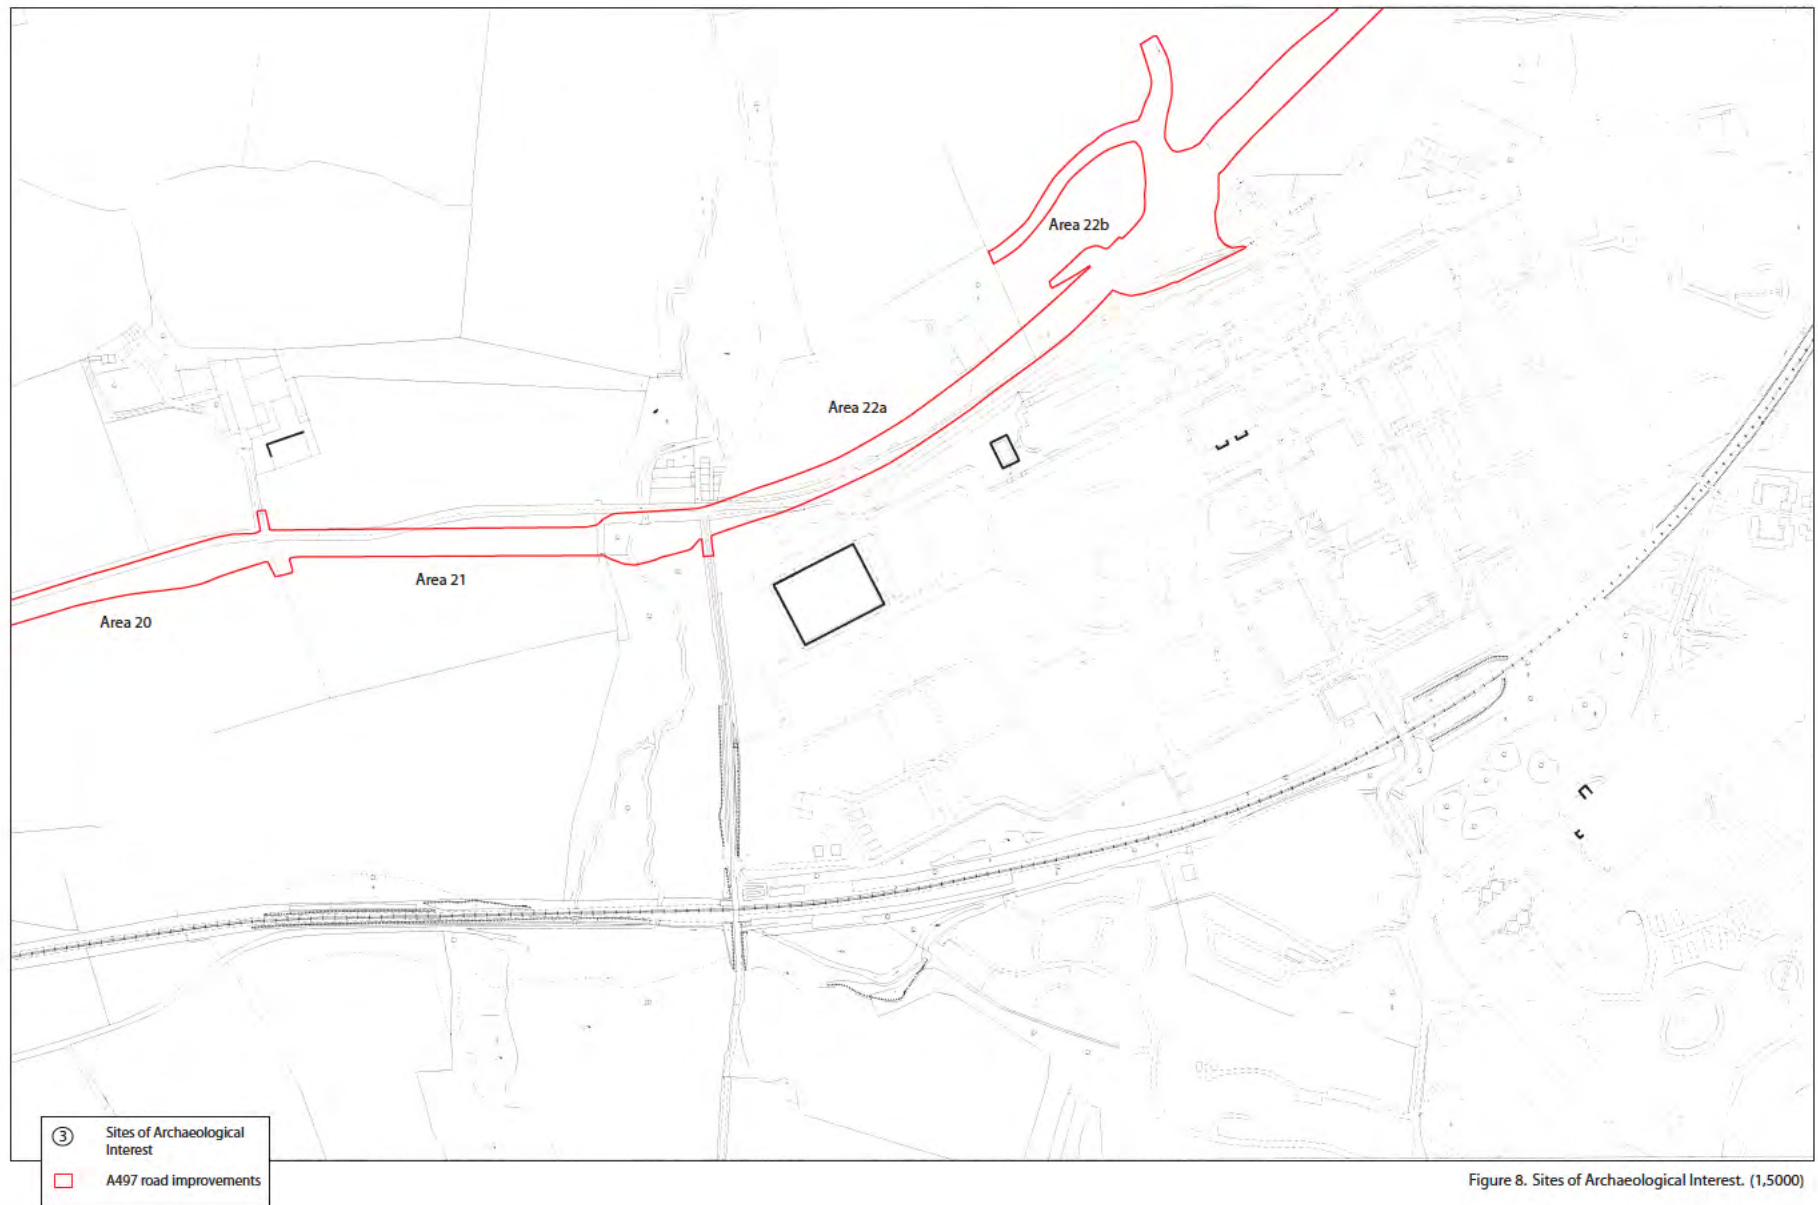 Area 22b
Area 22a
Area 21
Area 20
3 Sites of Archaeological
Interest
A497 road improvements
Figure 8. Sites of Archaeological Interest. (1,5000)